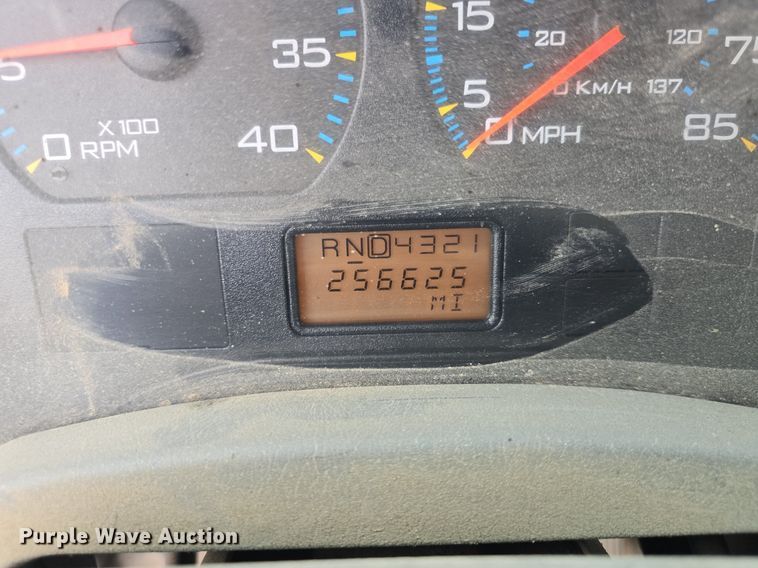 5 35 15 20 120 75
0 KM/H 137
X 100 5
0 RPM 40 0 MPH 85
RND4321
256625
MI
Purple Wave Auction